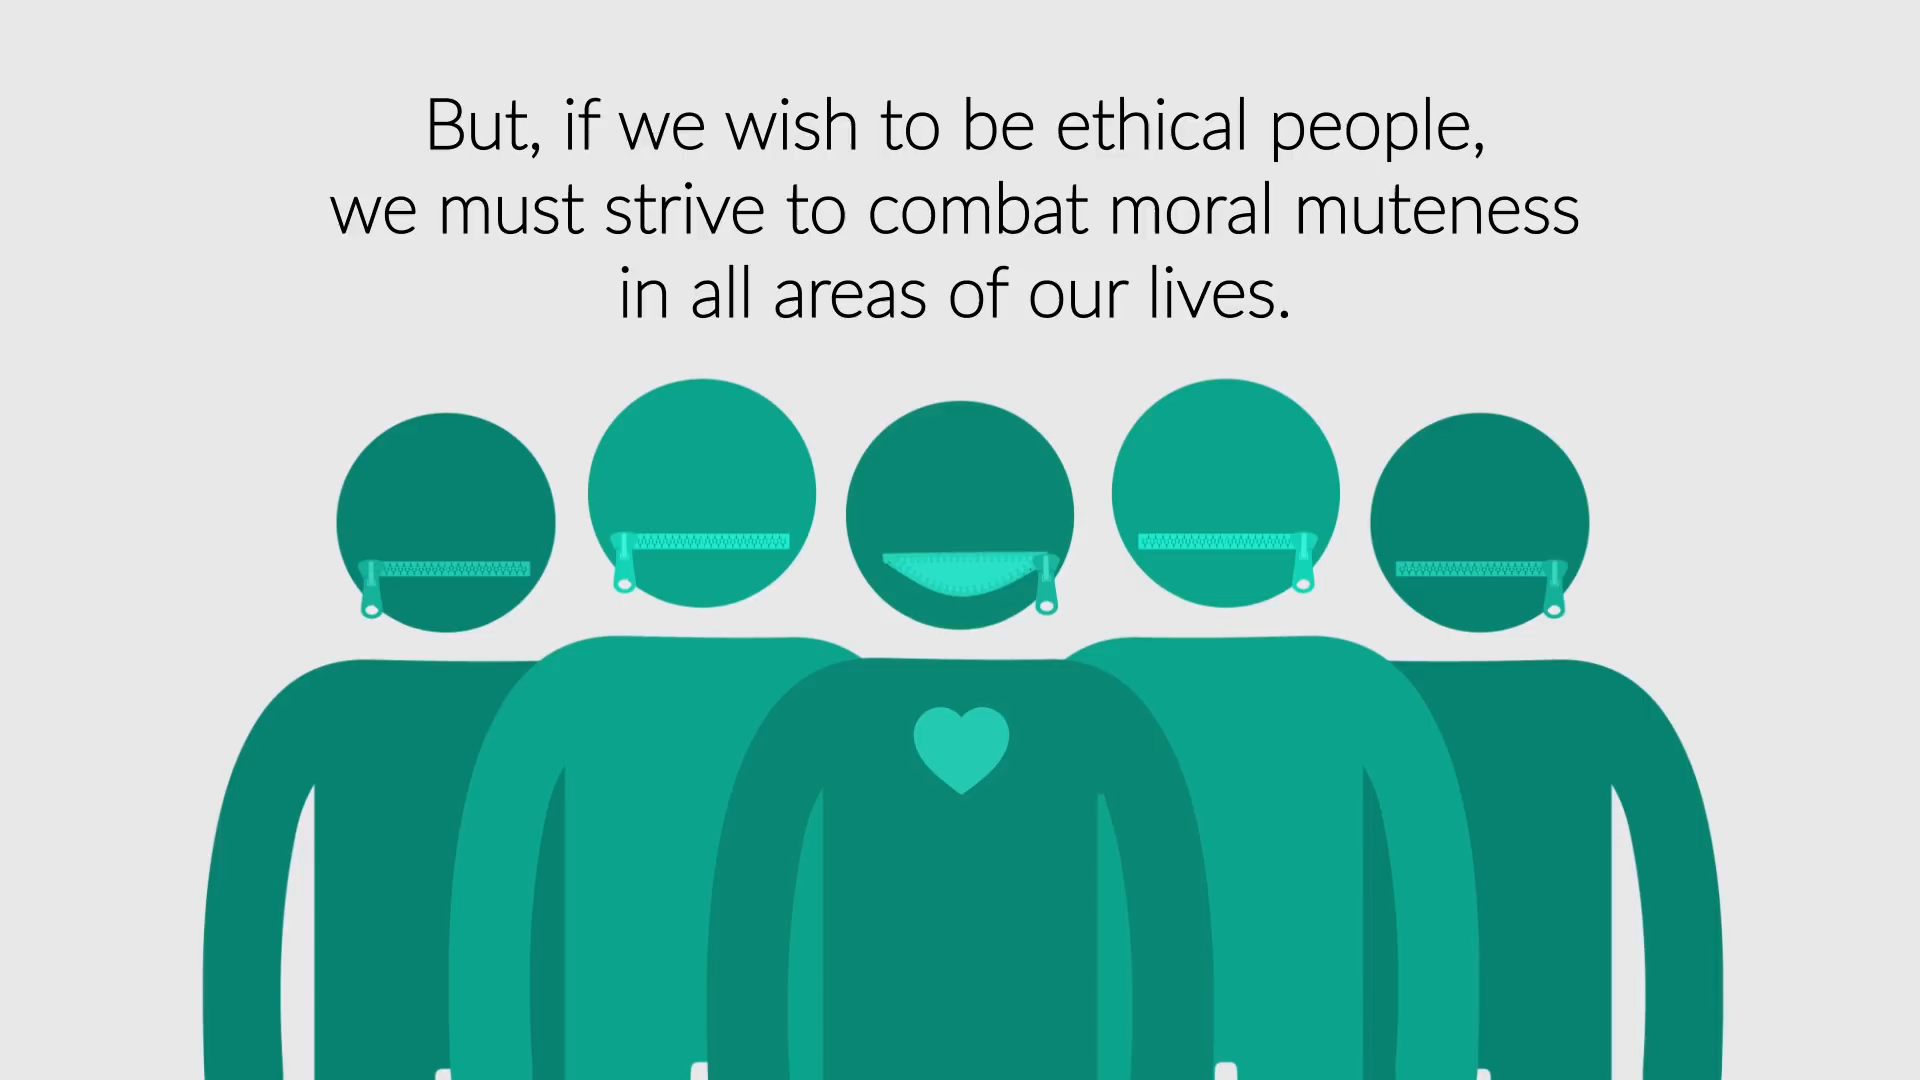 But, if we wish to be ethical people,
we must strive to combat moral muteness
in all areas of our lives.